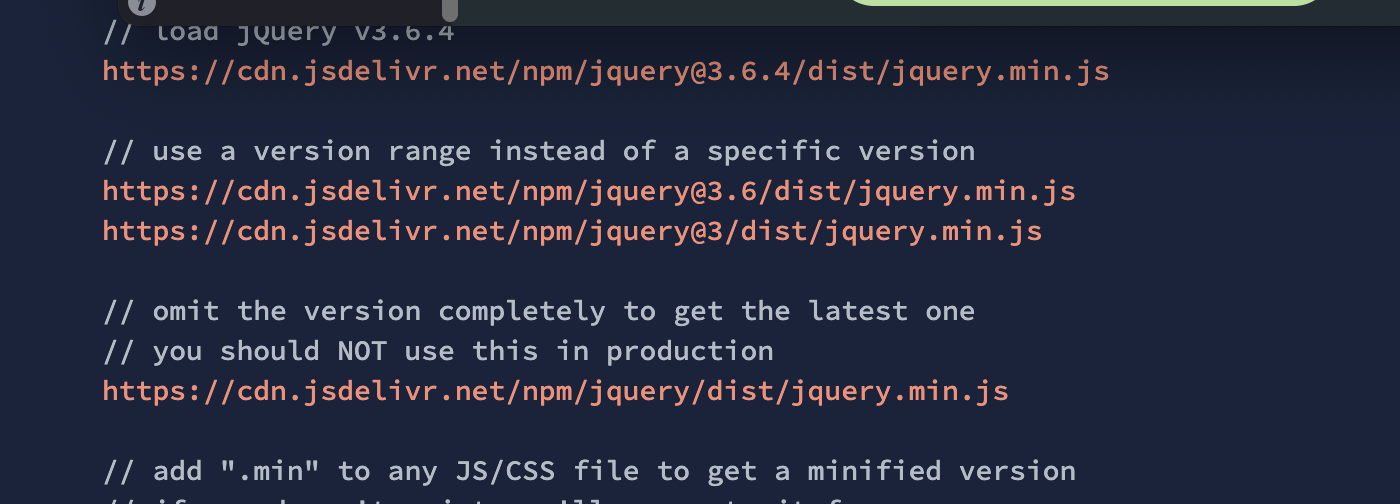 // load jQuery v3.6.4
https://cdn.jsdelivr.net/npm/jquery@3.6.4/dist/jquery.min.js
// use a version range instead of a specific version
https://cdn.jsdelivr.net/npm/jquery@3.6/dist/jquery.min.js
https://cdn.jsdelivr.net/npm/jquery@3/dist/jquery.min.js
// omit the version completely to get the latest one
// you should NOT use this in production
https://cdn.jsdelivr.net/npm/jquery/dist/jquery.min.js
// add ".min" to any JS/CSS file to get a minified version